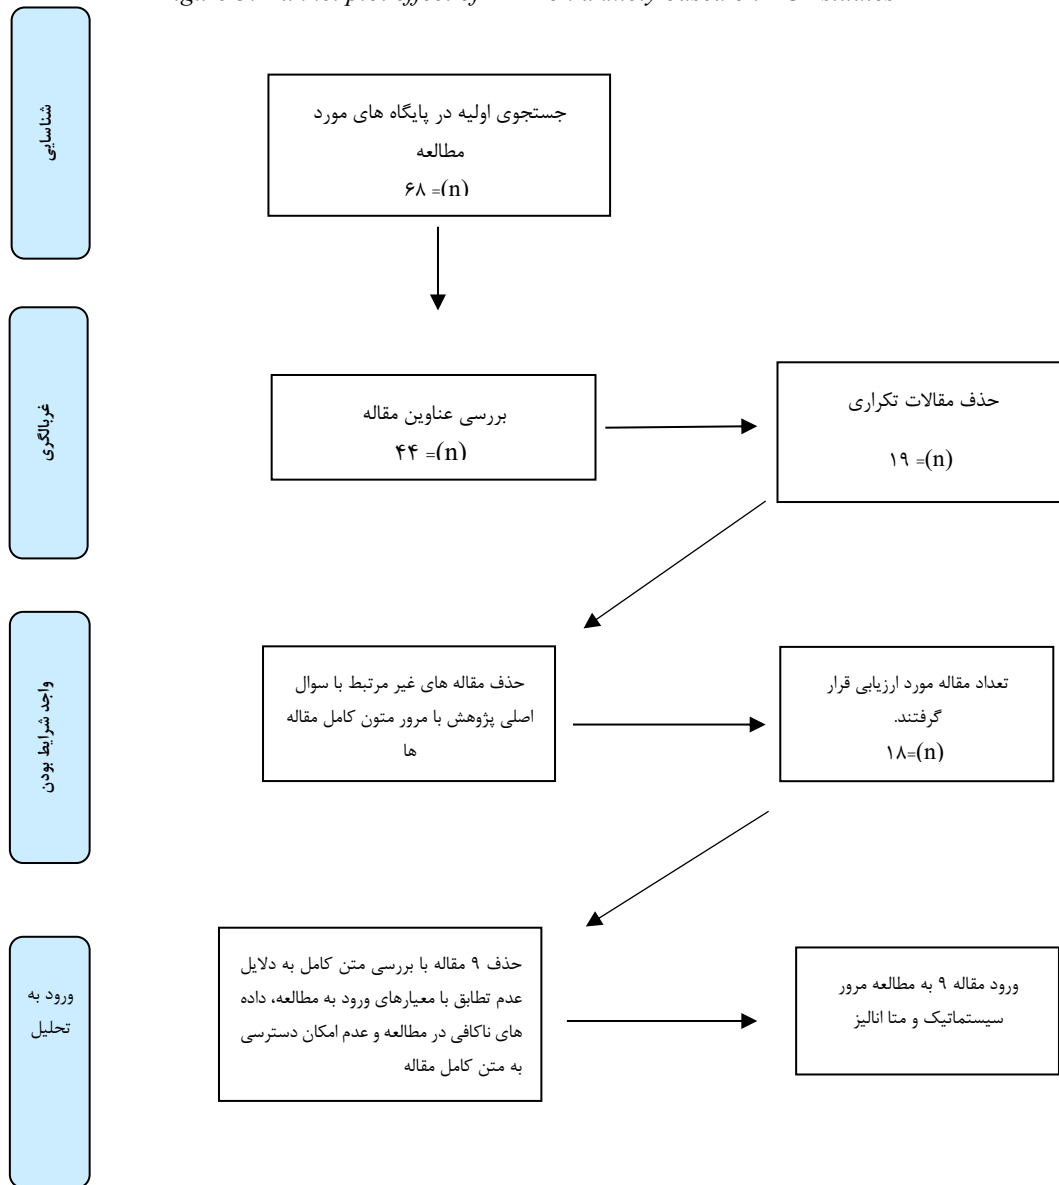 شناسایی
جستجوی اولیه در پایگاه های مورد
مطالعه
۶۸ =(n)
غربالگری
بررسی عناوین مقاله
۴۴ =(n)
حذف مقالات تکراری
۱۹ =(n)
واجد شرایط بودن
حذف مقاله های غیر مرتبط با سوال
اصلی پژوهش با مرور متون کامل مقاله
ها
تعداد مقاله مورد ارزیابی قرار
گرفتند.
۱۸=(n)
ورود به
تحلیل
حذف ۹ مقاله با بررسی متن کامل به دلایل
عدم تطابق با معیارهای ورود به مطالعه، داده
های ناکافی در مطالعه و عدم امکان دسترسی
به متن کامل مقاله
ورود مقاله ۹ به مطالعه مرور
سیستماتیک و متا انالیز